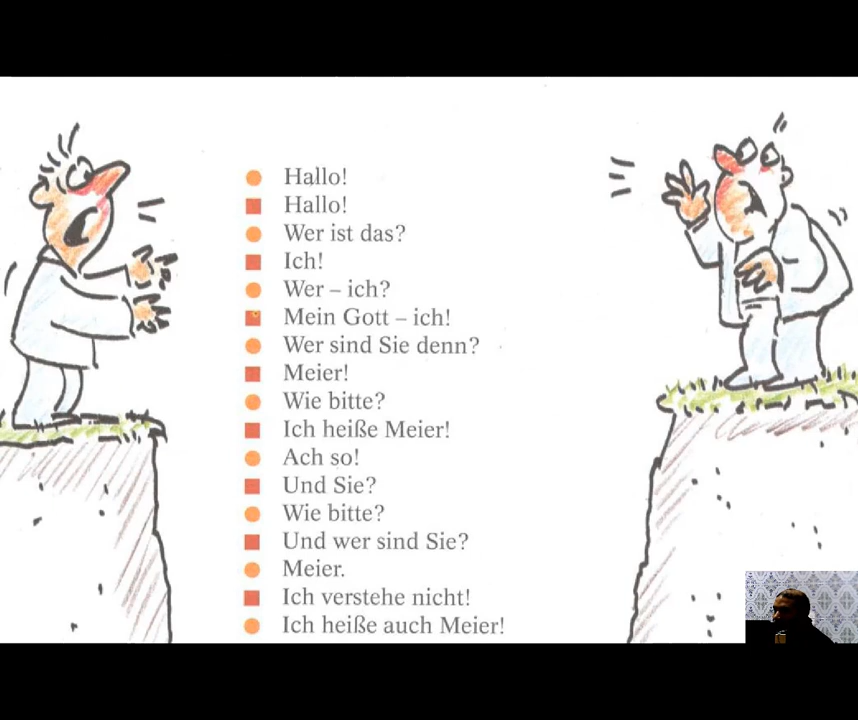 Hallo!
Hallo!
Wer ist das?
Ich!
Wer – ich?
Mein Gott – ich!
Wer sind Sie denn?
Meier!
Wie bitte?
Ich heiße Meier!
Ach so!
Und Sie?
Wie bitte?
Und wer sind Sie?
Meier.
Ich verstehe nicht!
Ich heiße auch Meier!